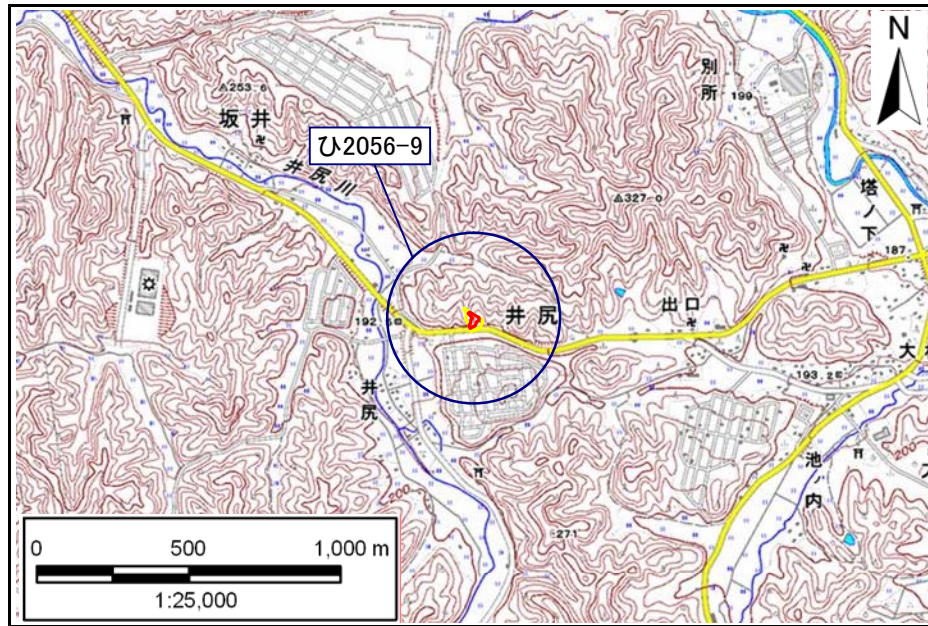 N
253.6
坂井
井尻川
ひ2056-9
別所
199
327.0
塔ノ下
187
井尻
出口
192.5
井尻
193.2
大
池ノ内
200
200
271
0
500
1,000 m
1:25,000